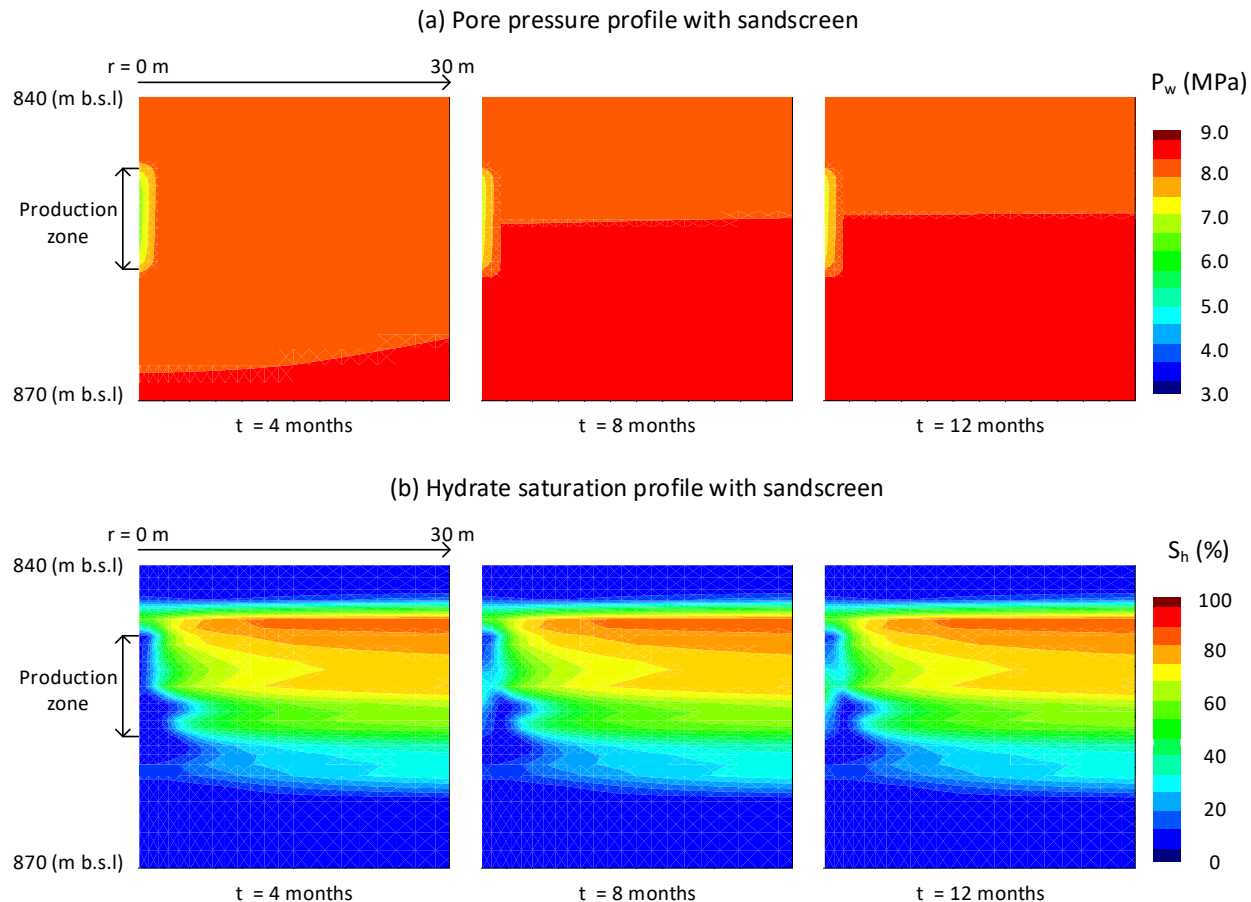 (a) Pore pressure profile with sandscreen
r = 0 m 30 m
840 (m b.s.l)
Production
zone
870 (m b.s.l)
t = 4 months t = 8 months t = 12 months
P_w (MPa)
9.0
8.0
7.0
6.0
5.0
4.0
3.0
(b) Hydrate saturation profile with sandscreen
r = 0 m 30 m
840 (m b.s.l)
Production
zone
870 (m b.s.l)
t = 4 months t = 8 months t = 12 months
S_h (%)
100
80
60
40
20
0